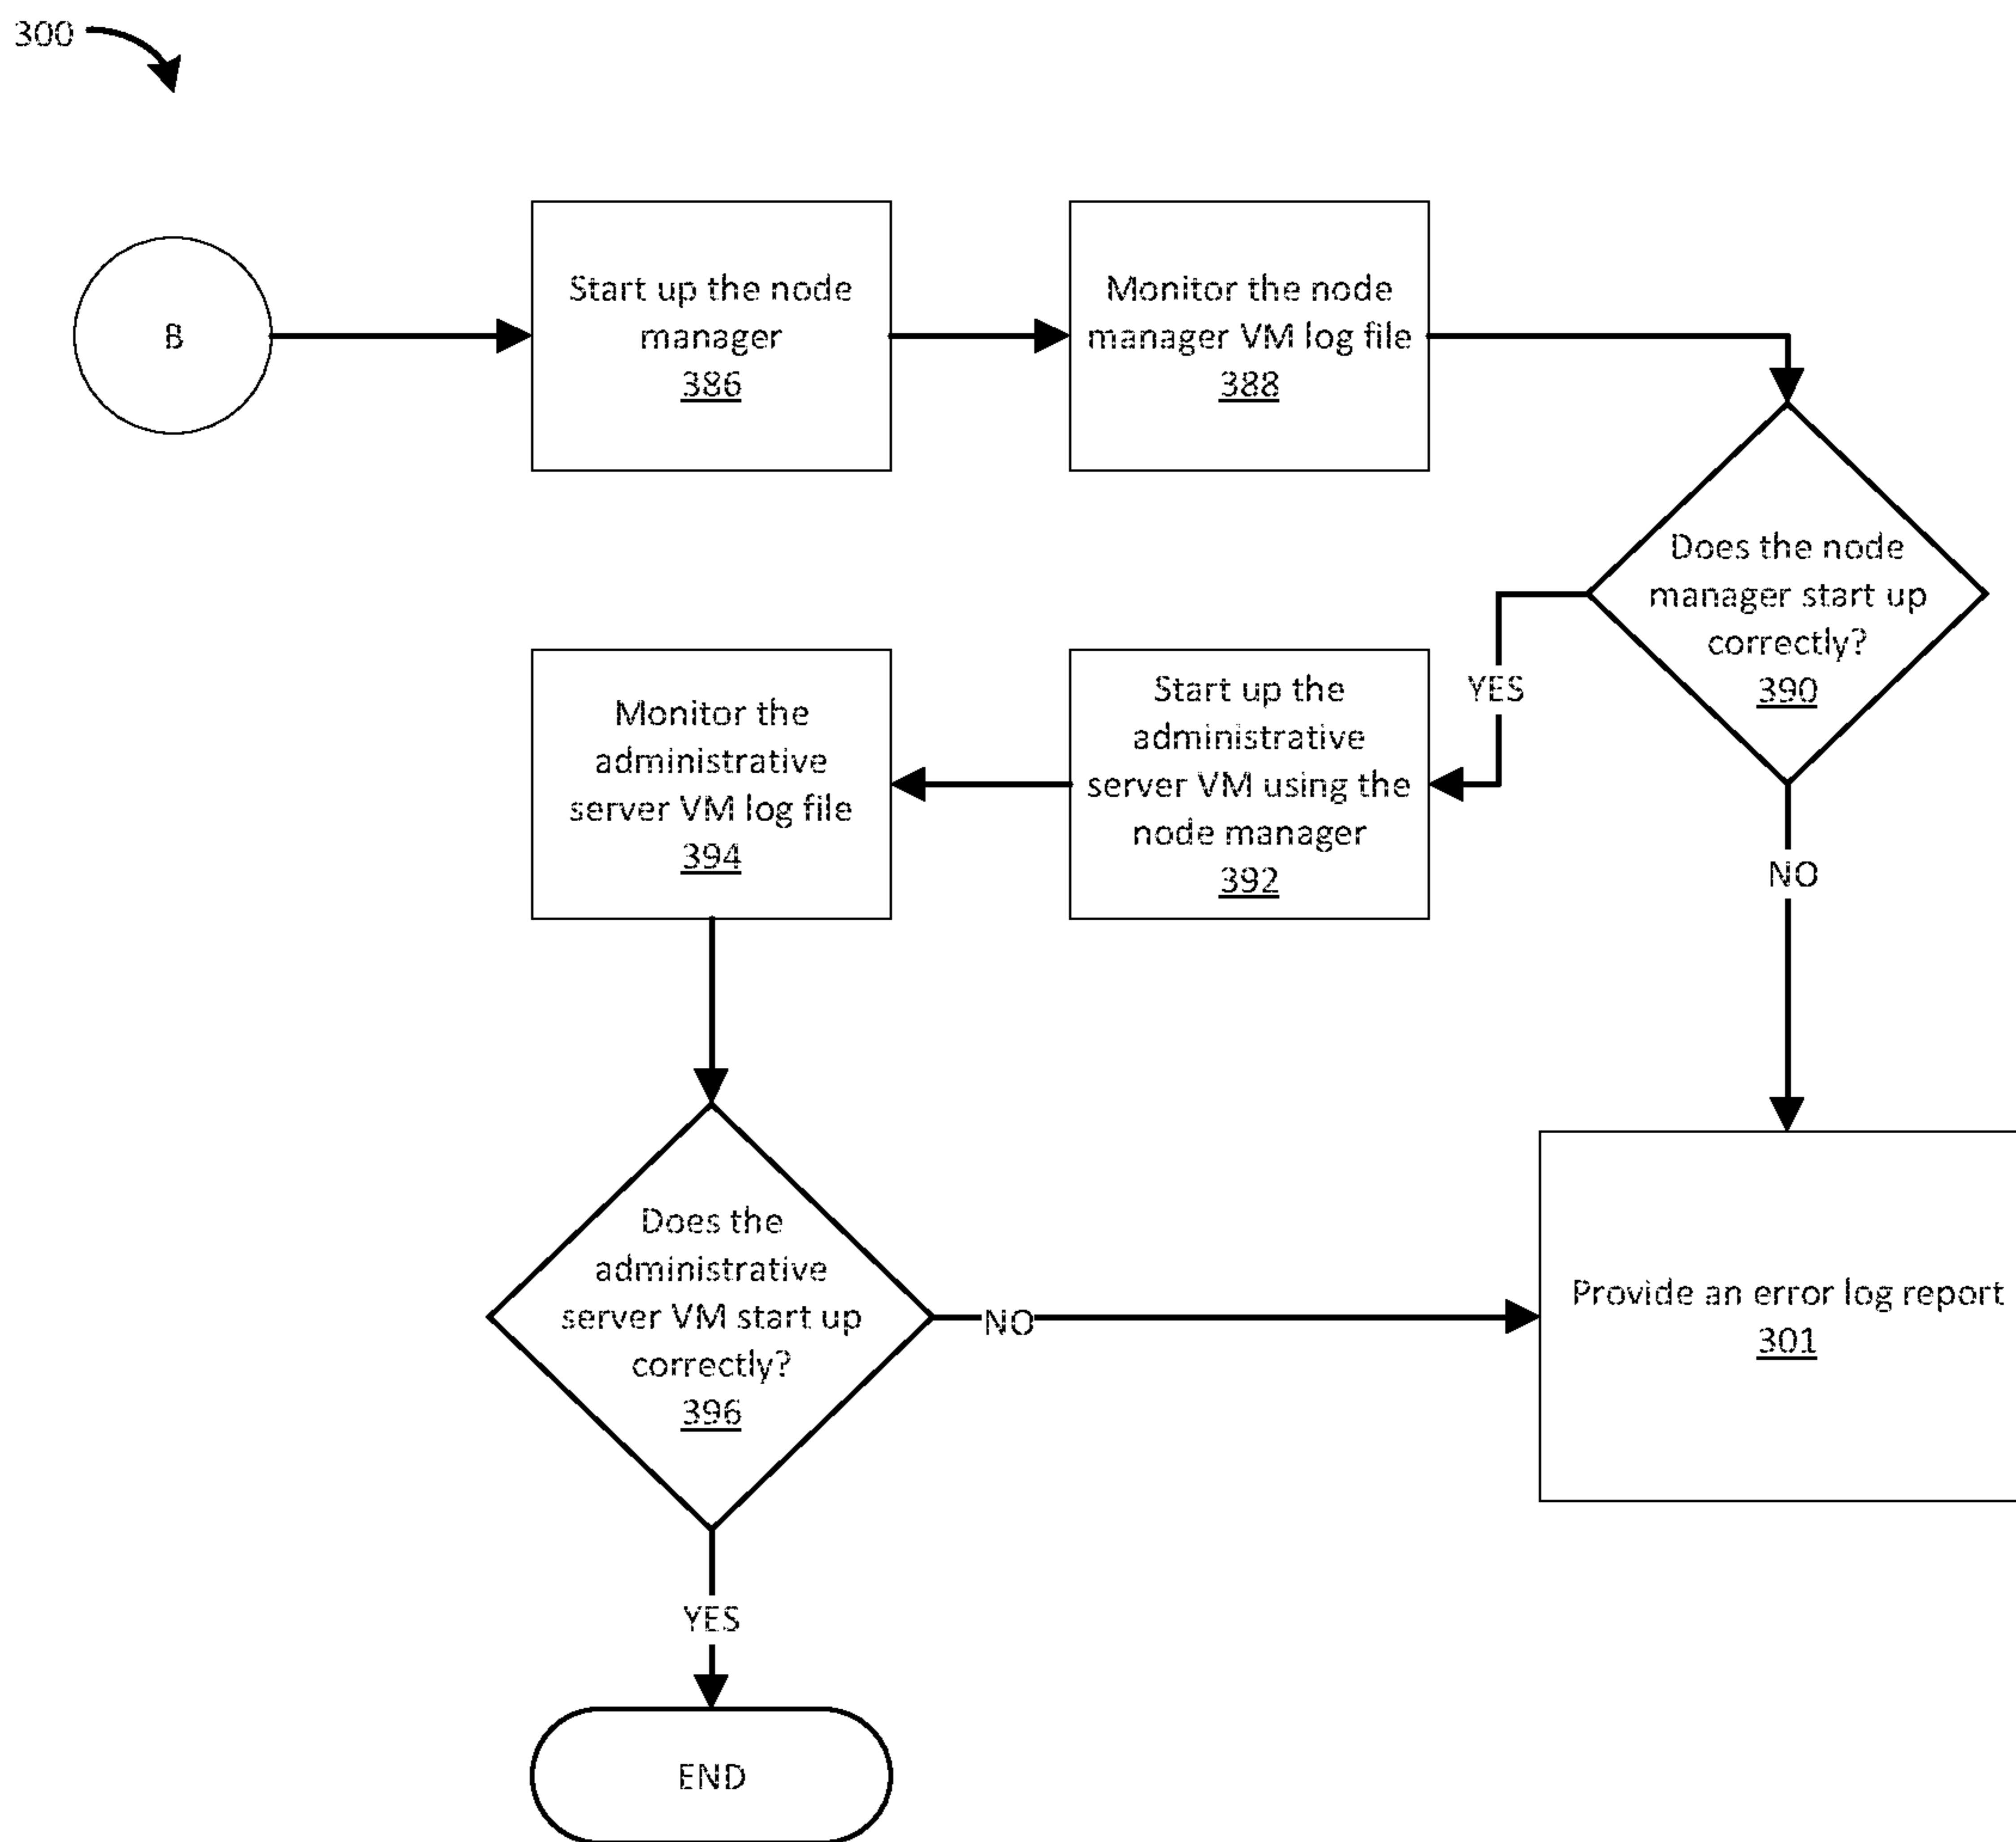 300
B
Start up the node
manager
386
Monitor the node
manager VM log file
388
Does the node
manager start up
correctly?
390
YES
NO
Start up the
administrative
server VM using the
node manager
392
Monitor the
administrative
server VM log file
394
Does the
administrative
server VM start up
correctly?
396
NO
Provide an error log report
301
YES
END